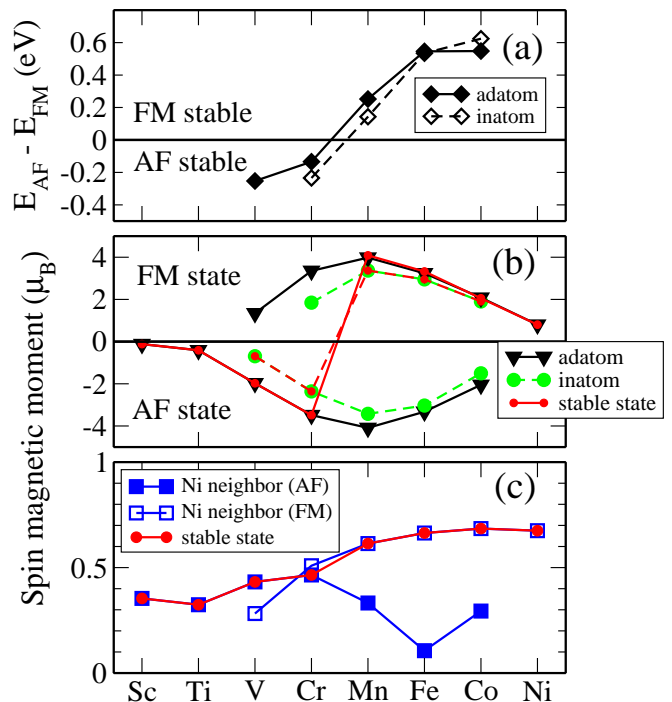 0.6
0.4
0.2
0
-0.2
-0.4
E_AF - E_FM (eV)
(a)
adatom
inatom
FM stable
AF stable
4
2
0
-2
-4
Spin magnetic moment (μ_B)
(b)
FM state
AF state
adatom
inatom
stable state
1
0.5
0
(c)
Ni neighbor (AF)
Ni neighbor (FM)
stable state
Sc Ti V Cr Mn Fe Co Ni